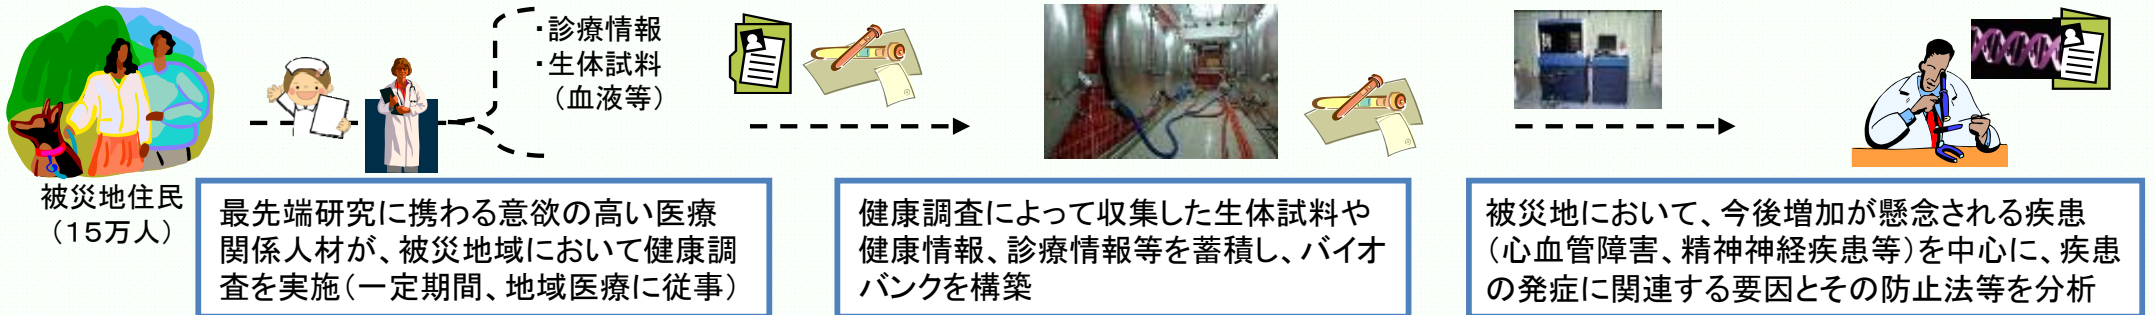 ・診療情報
・生体試料
（血液等）
被災地住民
（15万人）
最先端研究に携わる意欲の高い医療
関係人材が、被災地域において健康調
査を実施（一定期間、地域医療に従事）
健康調査によって収集した生体試料や
健康情報、診療情報等を蓄積し、バイオ
バンクを構築
被災地において、今後増加が懸念される疾患
（心血管障害、精神神経疾患等）を中心に、疾患
の発症に関連する要因とその防止法等を分析